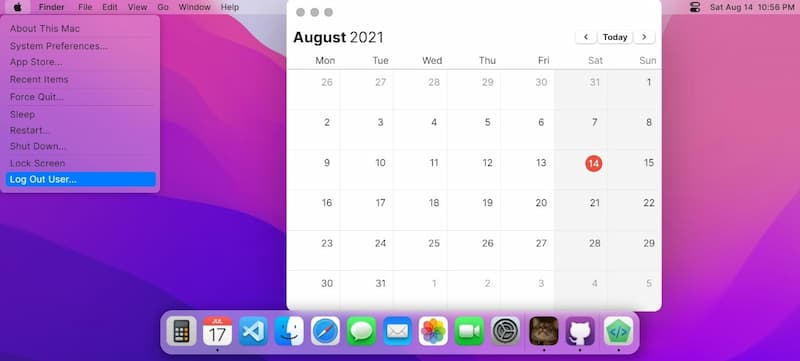 Finder File Edit View Go Window Help Sat Aug 14 10:56 PM
About This Mac
System Preferences...
App Store...
Recent Items
Force Quit...
Sleep
Restart...
Shut Down...
Lock Screen
Log Out User...
August 2021
Today
Mon Tue Wed Thu Fri Sat Sun
26 27 28 29 30 31 1
2 3 4 5 6 7 8
9 10 11 12 13 14 15
16 17 18 19 20 21 22
23 24 25 26 27 28 29
30 31 1 2 3 4 5
JUL
17